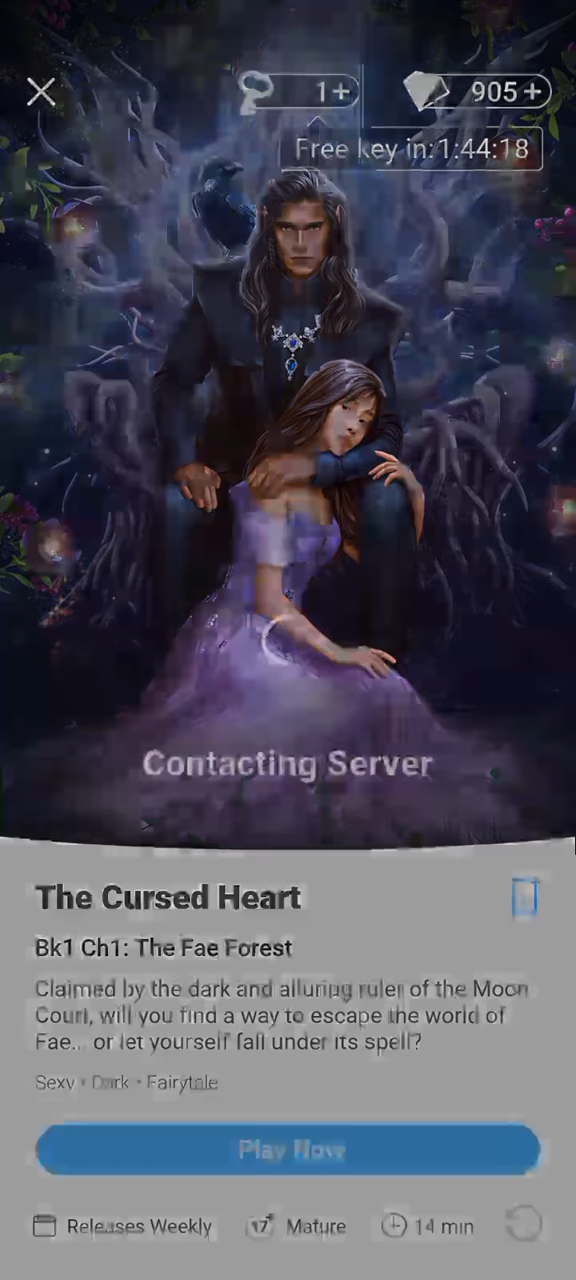 1+
905+
Free key in:1:44:18
Contacting Server
The Cursed Heart
Bk1 Ch1: The Fae Forest
Claimed by the dark and alluring ruler of the Moon
Court, will you find a way to escape the world of
Fae... or let yourself fall under its spell?
Sexy • Dark • Fairytale
Play Now
Releases Weekly 17+ Mature 14 min